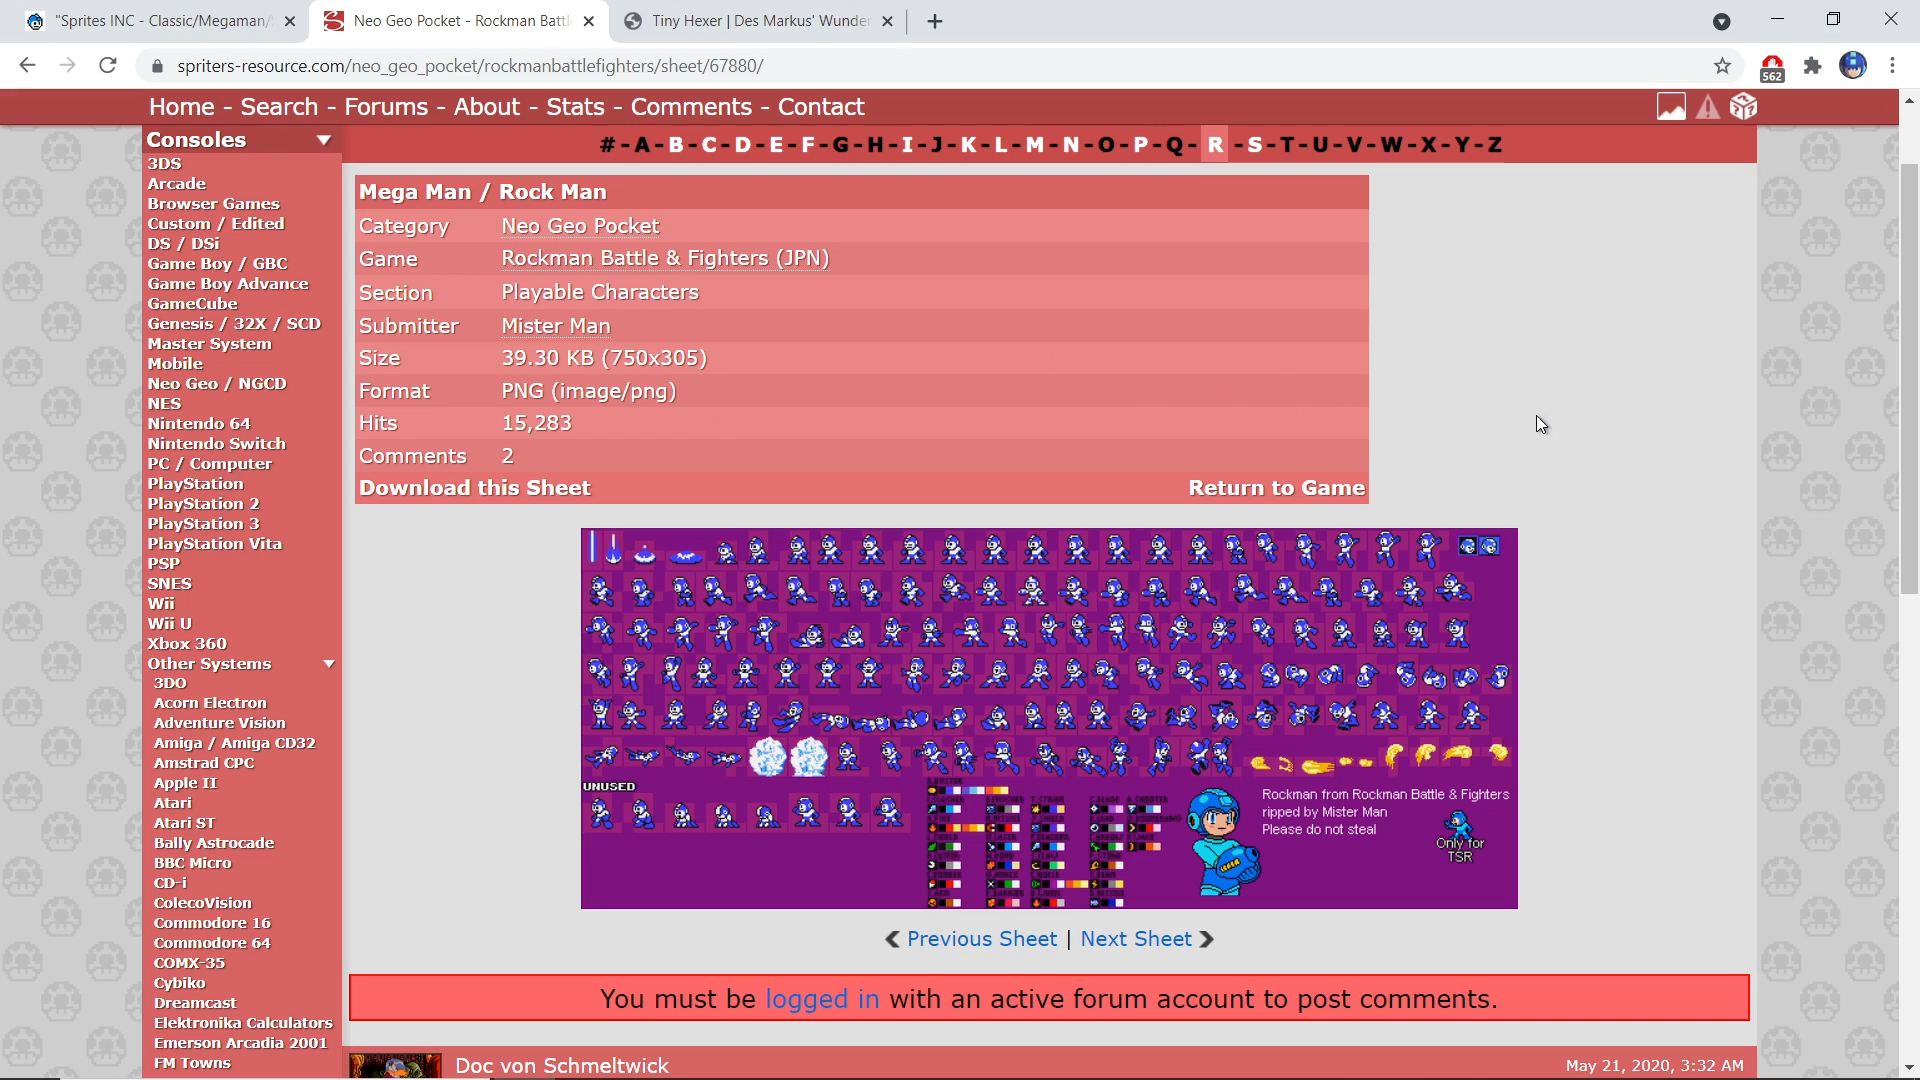 "Sprites INC - Classic/Megaman/
Neo Geo Pocket - Rockman Battl
Tiny Hexer | Des Markus' Wunder
spriters-resource.com/neo_geo_pocket/rockmanbattlefighters/sheet/67880/
562
Home - Search - Forums - About - Stats - Comments - Contact
Consoles
3DS
Arcade
Browser Games
Custom / Edited
DS / DSi
Game Boy / GBC
Game Boy Advance
GameCube
Genesis / 32X / SCD
Master System
Mobile
Neo Geo / NGCD
NES
Nintendo 64
Nintendo Switch
PC / Computer
PlayStation
PlayStation 2
PlayStation 3
PlayStation Vita
PSP
SNES
Wii
Wii U
Xbox 360
Other Systems
3DO
Acorn Electron
Adventure Vision
Amiga / Amiga CD32
Amstrad CPC
Apple II
Atari
Atari ST
Bally Astrocade
BBC Micro
CD-i
ColecoVision
Commodore 16
Commodore 64
COMX-35
Cybiko
Dreamcast
Elektronika Calculators
Emerson Arcadia 2001
FM Towns
# - A - B - C - D - E - F - G - H - I - J - K - L - M - N - O - P - Q - R - S - T - U - V - W - X - Y - Z
Mega Man / Rock Man
Category Neo Geo Pocket
Game Rockman Battle & Fighters (JPN)
Section Playable Characters
Submitter Mister Man
Size 39.30 KB (750x305)
Format PNG (image/png)
Hits 15,283
Comments 2
Download this Sheet Return to Game
UNUSED
Rockman from Rockman Battle & Fighters
ripped by Mister Man
Please do not steal
Only for
TSR
Previous Sheet | Next Sheet
You must be logged in with an active forum account to post comments.
Doc von Schmeltwick May 21, 2020, 3:32 AM